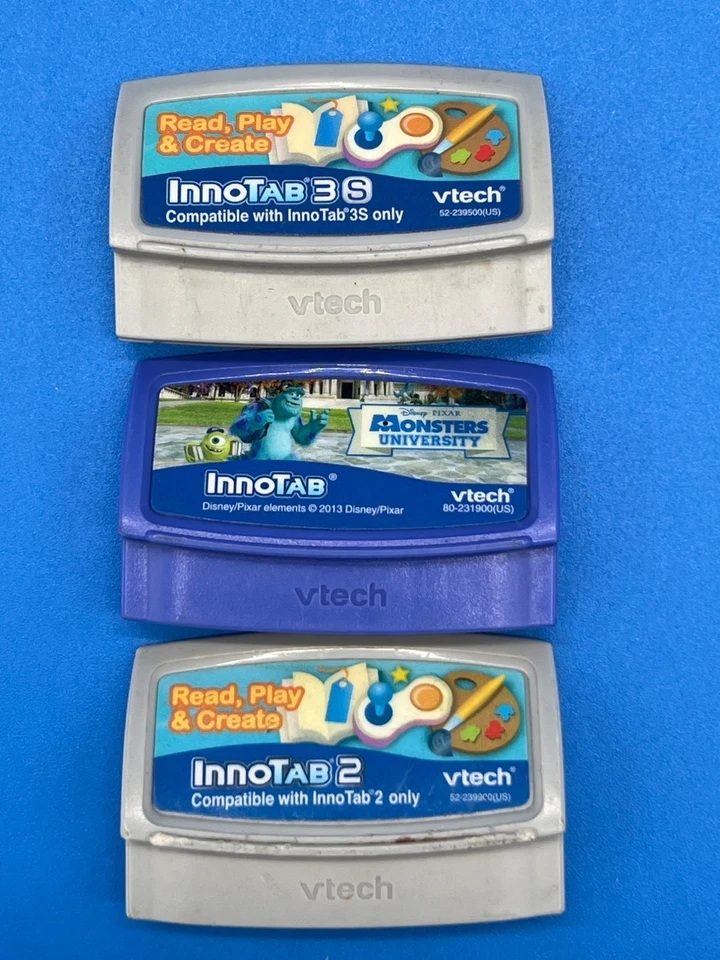 Read, Play
& Create
InnoTab® 3S
Compatible with InnoTab® 3S only
vtech®
52-239500(US)
vtech
Disney PIXAR
MONSTERS
UNIVERSITY
InnoTab®
Disney/Pixar elements © 2013 Disney/Pixar
vtech®
80-231900(US)
vtech
Read, Play
& Create
InnoTab® 2
Compatible with InnoTab® 2 only
vtech®
vtech